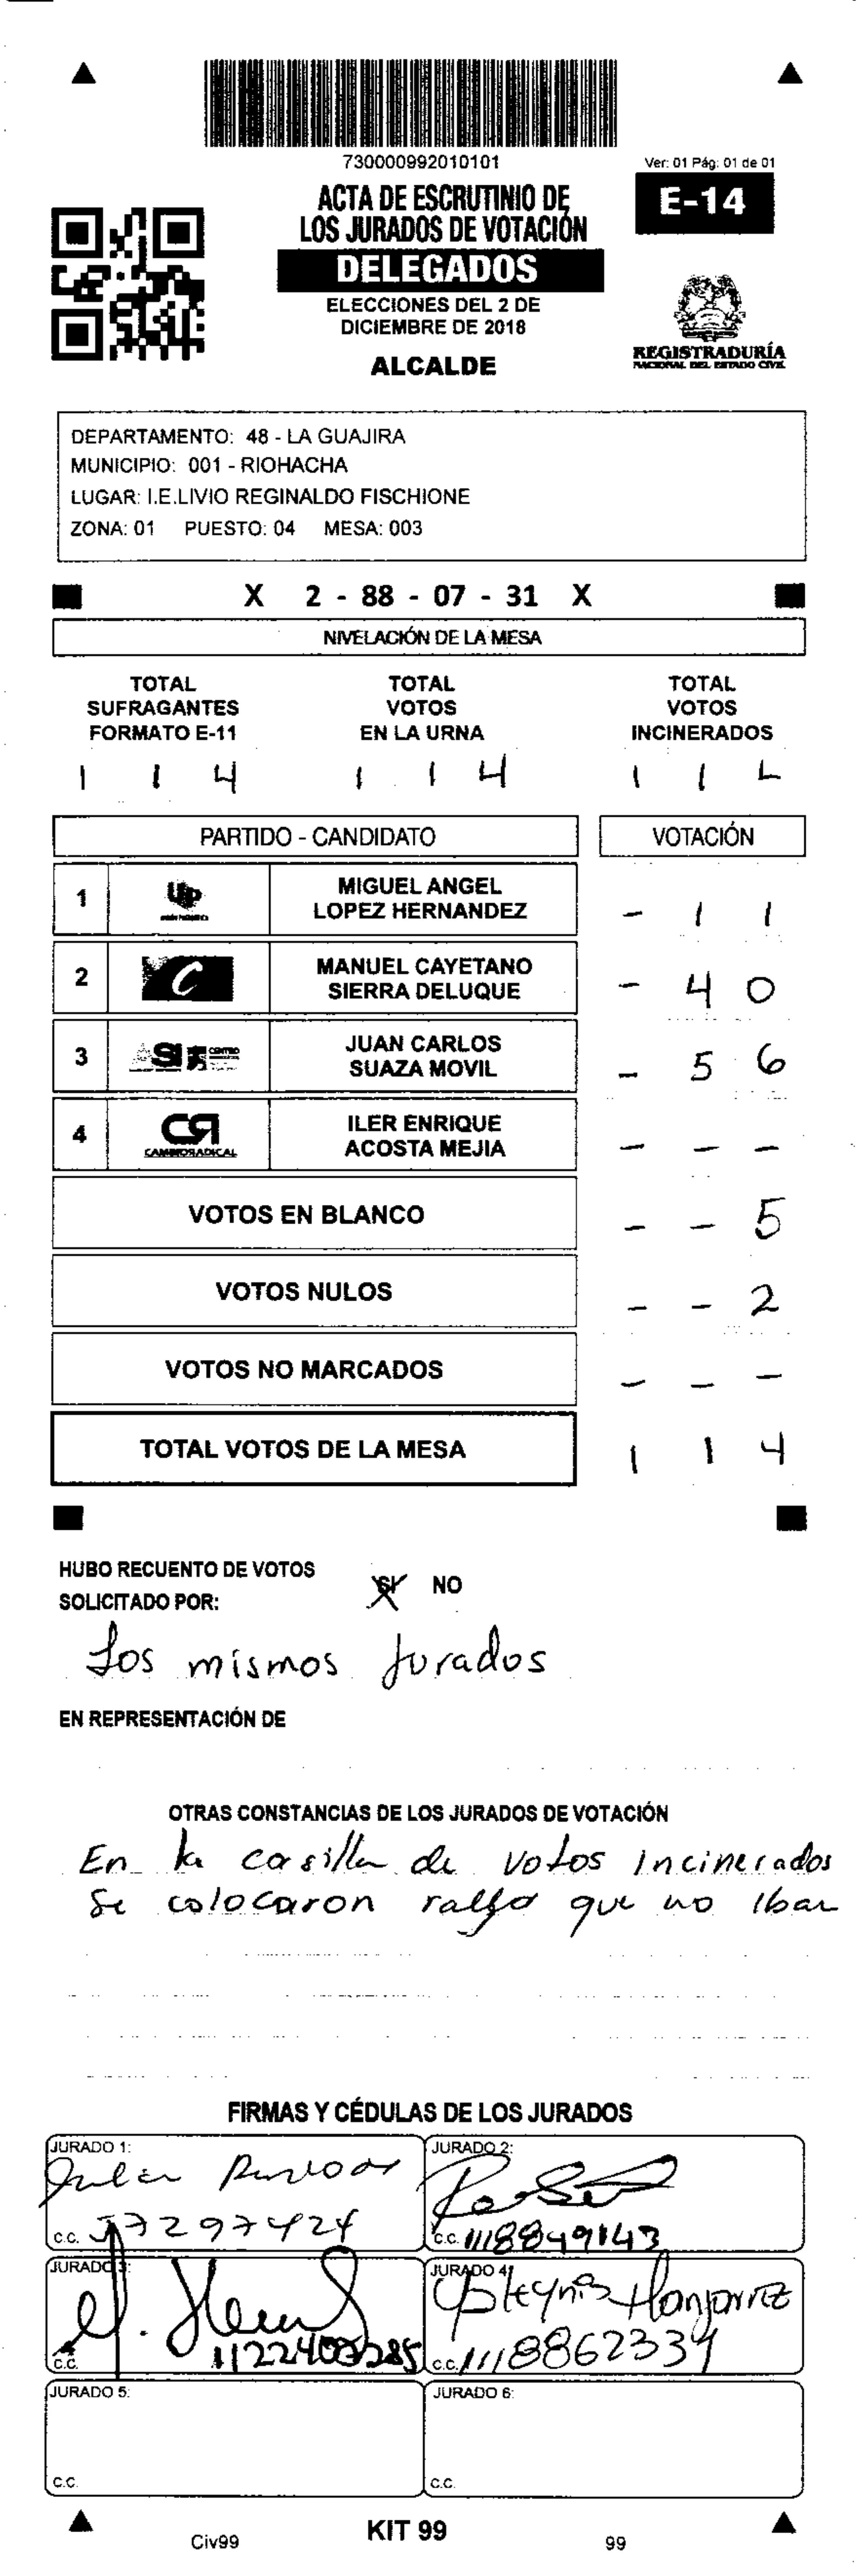 730000992010101
Ver: 01 Pág: 01 de 01
ACTA DE ESCRUTINIO DE
LOS JURADOS DE VOTACIÓN
E-14
DELEGADOS
ELECCIONES DEL 2 DE
DICIEMBRE DE 2018
ALCALDE
REGISTRADURÍA
NACIONAL DEL ESTADO CIVIL
DEPARTAMENTO: 48 - LA GUAJIRA
MUNICIPIO: 001 - RIOHACHA
LUGAR: I.E.LIVIO REGINALDO FISCHIONE
ZONA: 01 PUESTO: 04 MESA: 003
X 2 - 88 - 07 - 31 X
NIVELACIÓN DE LA MESA
TOTAL SUFRAGANTES FORMATO E-11
TOTAL VOTOS EN LA URNA
TOTAL VOTOS INCINERADOS
1 1 4 1 1 4 1 1 L
PARTIDO - CANDIDATO VOTACIÓN
1 Up MIGUEL ANGEL
LOPEZ HERNANDEZ - 1 1
2 C MANUEL CAYETANO
SIERRA DELUQUE - 4 0
3 ASI JUAN CARLOS
SUAZA MOVIL - 5 6
4 CR CAMBIO RADICAL ILER ENRIQUE
ACOSTA MEJIA - - -
VOTOS EN BLANCO - - 5
VOTOS NULOS - - 2
VOTOS NO MARCADOS - - -
TOTAL VOTOS DE LA MESA 1 1 4
HUBO RECUENTO DE VOTOS SI NO
SOLICITADO POR:
Los mismos Jurados
EN REPRESENTACIÓN DE
OTRAS CONSTANCIAS DE LOS JURADOS DE VOTACIÓN
En la casilla de votos Incinerados
Se colocaron que no Iban
FIRMAS Y CÉDULAS DE LOS JURADOS
JURADO 1: JURADO 2:
c.c. 72297424 c.c. 1118849143
JURADO 3: JURADO 4:
c.c. c.c. 1118862334
JURADO 5: JURADO 6:
c.c. c.c.
Civ99 KIT 99 99